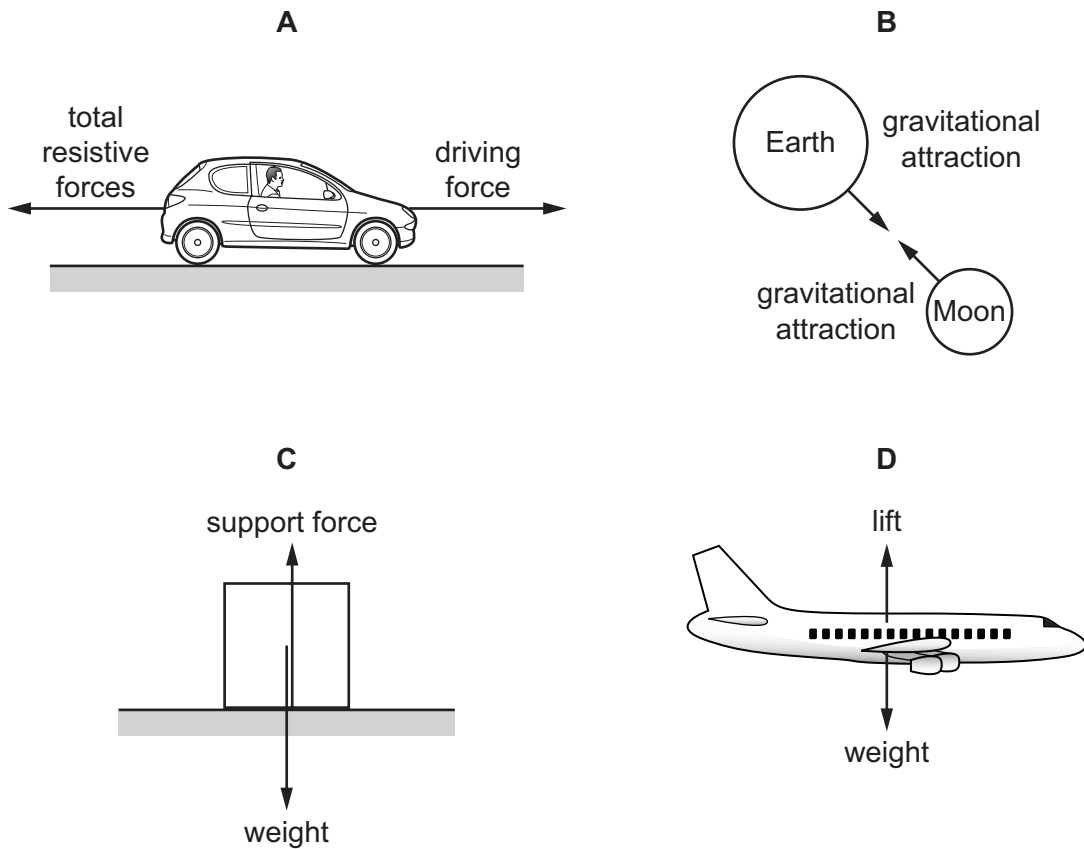 A
total
resistive
forces
driving
force
B
Earth
gravitational
attraction
gravitational
attraction
Moon
C
support force
weight
D
lift
weight